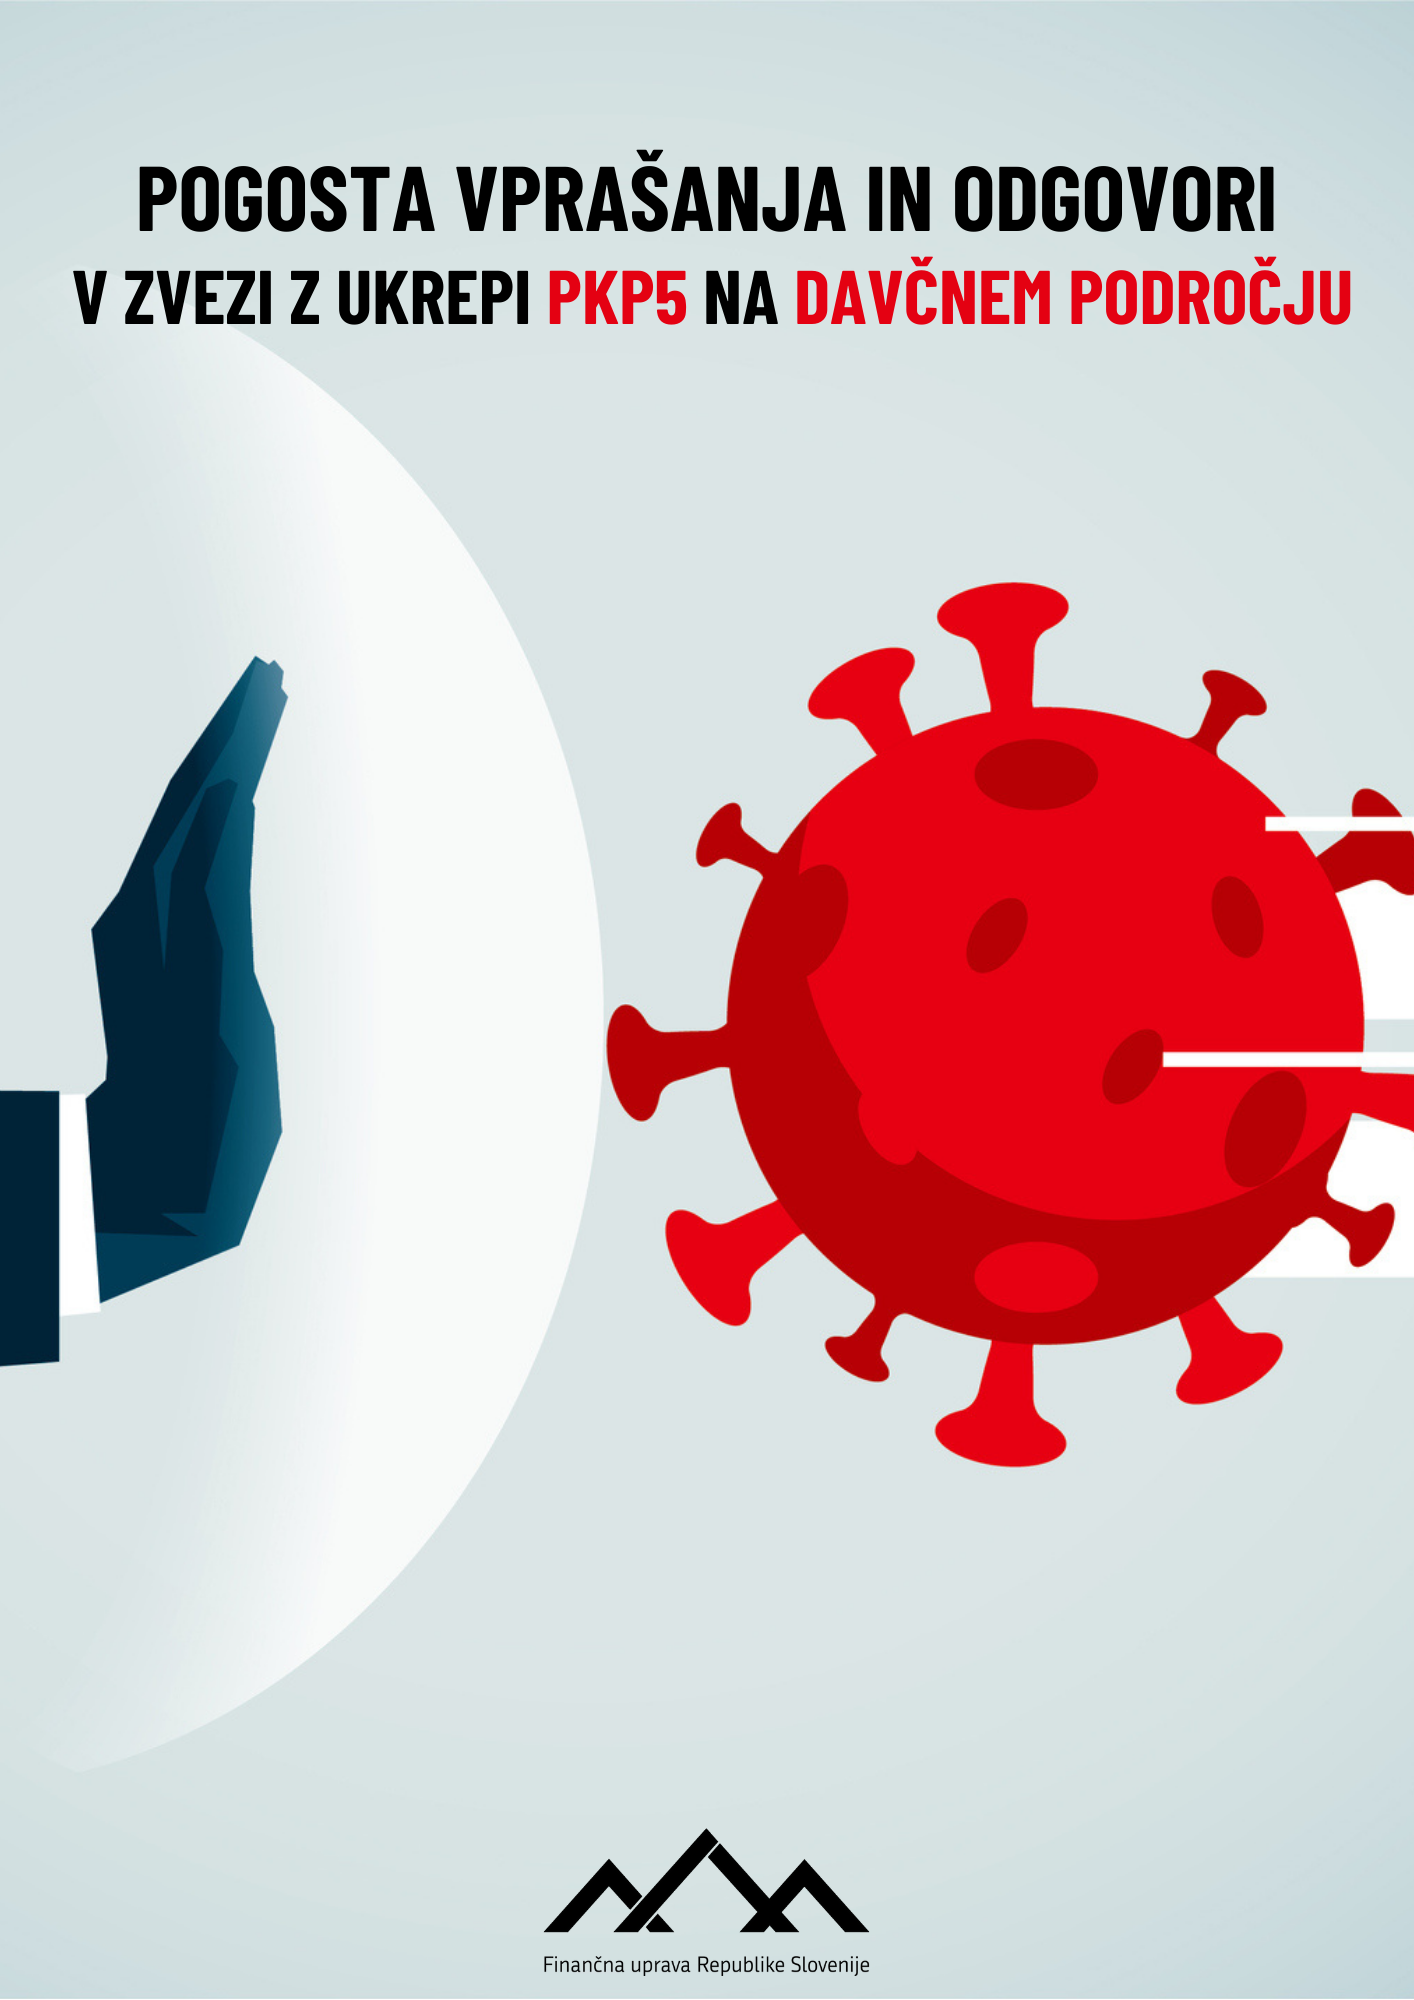 POGOSTA VPRAŠANJA IN ODGOVORI
V ZVEZI Z UKREPI PKP5 NA DAVČNEM PODROČJU
Finančna uprava Republike Slovenije